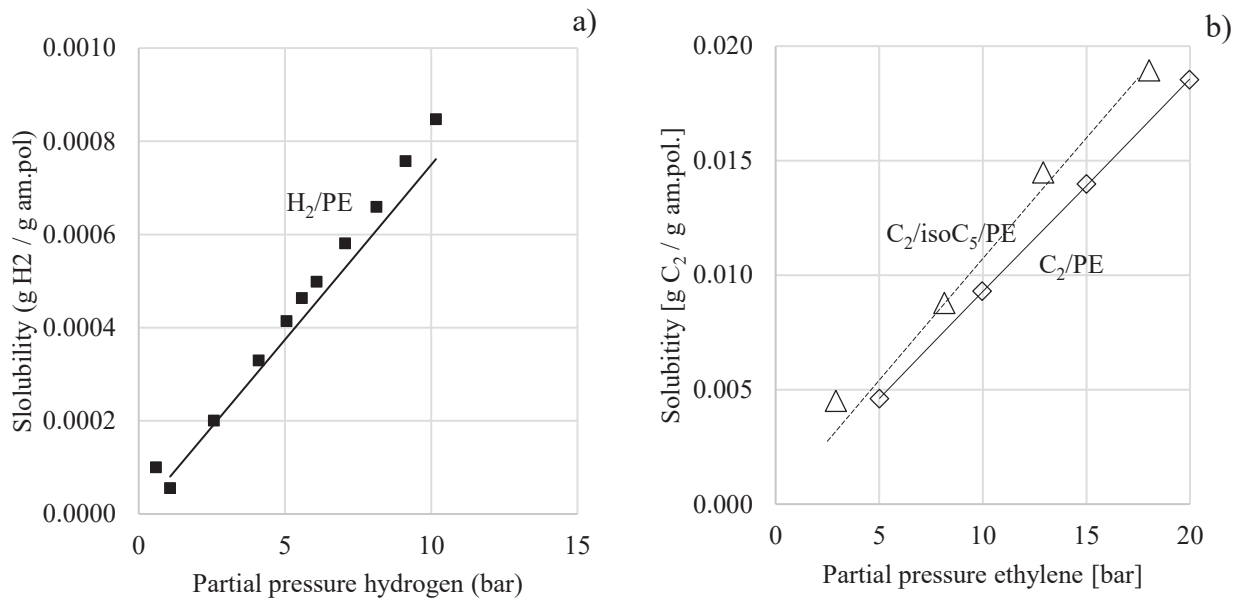 a)
0.0010
0.0008
0.0006
0.0004
0.0002
0.0000
Slolubility (g H2 / g am.pol)
H2/PE
0
5
10
15
Partial pressure hydrogen (bar)
b)
0.020
0.015
0.010
0.005
0.000
Solubitity [g C2 / g am.pol.]
C2/isoC5/PE
C2/PE
0
5
10
15
20
Partial pressure ethylene [bar]